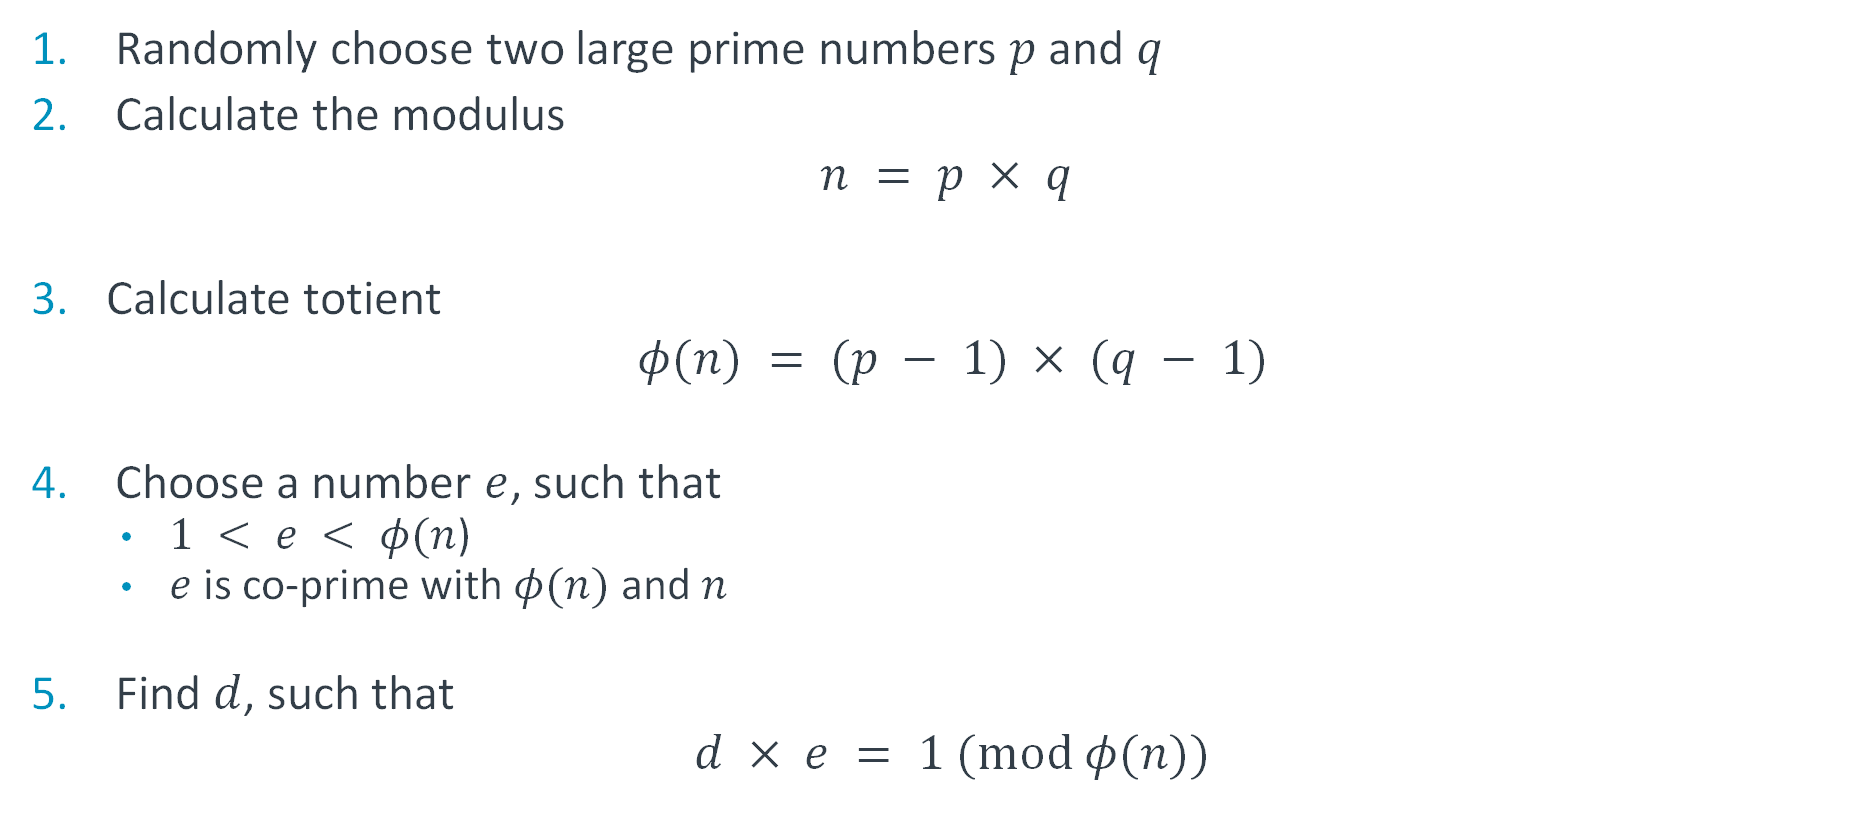 1. Randomly choose two large prime numbers p and q
2. Calculate the modulus
n = p × q
3. Calculate totient
ϕ(n) = (p − 1) × (q − 1)
4. Choose a number e, such that
• 1 < e < ϕ(n)
• e is co-prime with ϕ(n) and n
5. Find d, such that
d × e = 1 (mod ϕ(n))